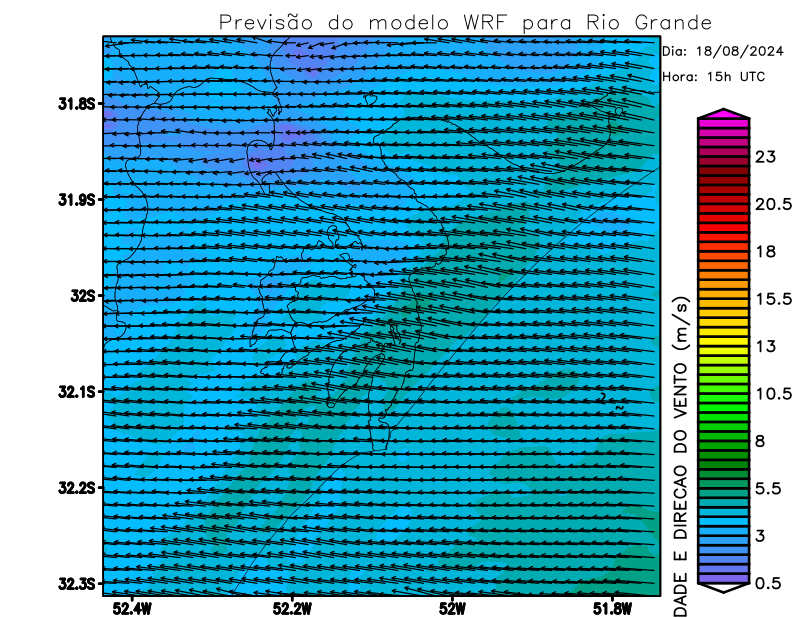 Previsão do modelo WRF para Rio Grande
Dia: 18/08/2024
Hora: 15h UTC
31.8S
31.9S
32S
32.1S
32.2S
32.3S
52.4W
52.2W
52W
51.8W
23
20.5
18
15.5
13
10.5
8
5.5
3
0.5
DADE E DIRECAO DO VENTO (m/s)